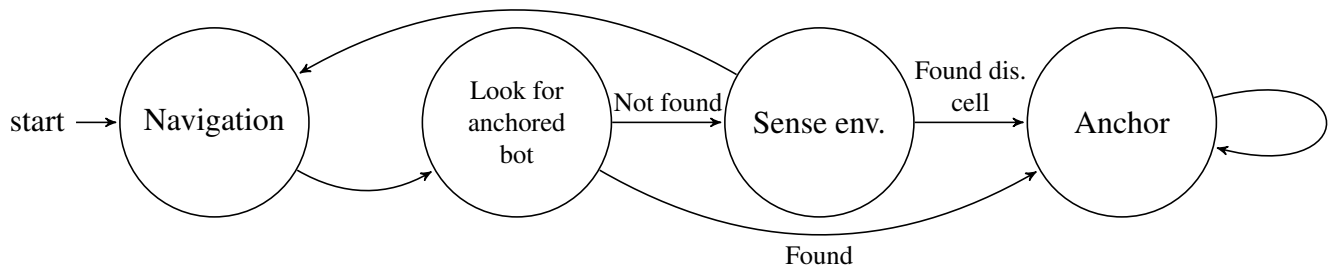 start
Navigation
Look for
anchored
bot
Not found
Sense env.
Found dis.
cell
Anchor
Found